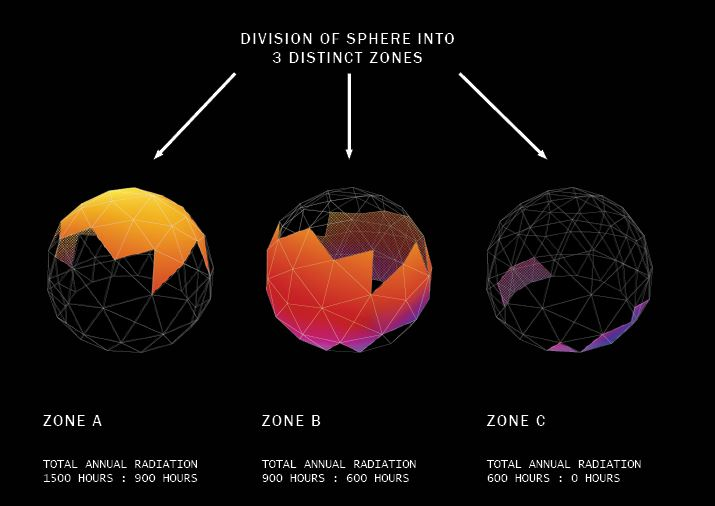 DIVISION OF SPHERE INTO
3 DISTINCT ZONES
ZONE A
TOTAL ANNUAL RADIATION
1500 HOURS : 900 HOURS
ZONE B
TOTAL ANNUAL RADIATION
900 HOURS : 600 HOURS
ZONE C
TOTAL ANNUAL RADIATION
600 HOURS : 0 HOURS